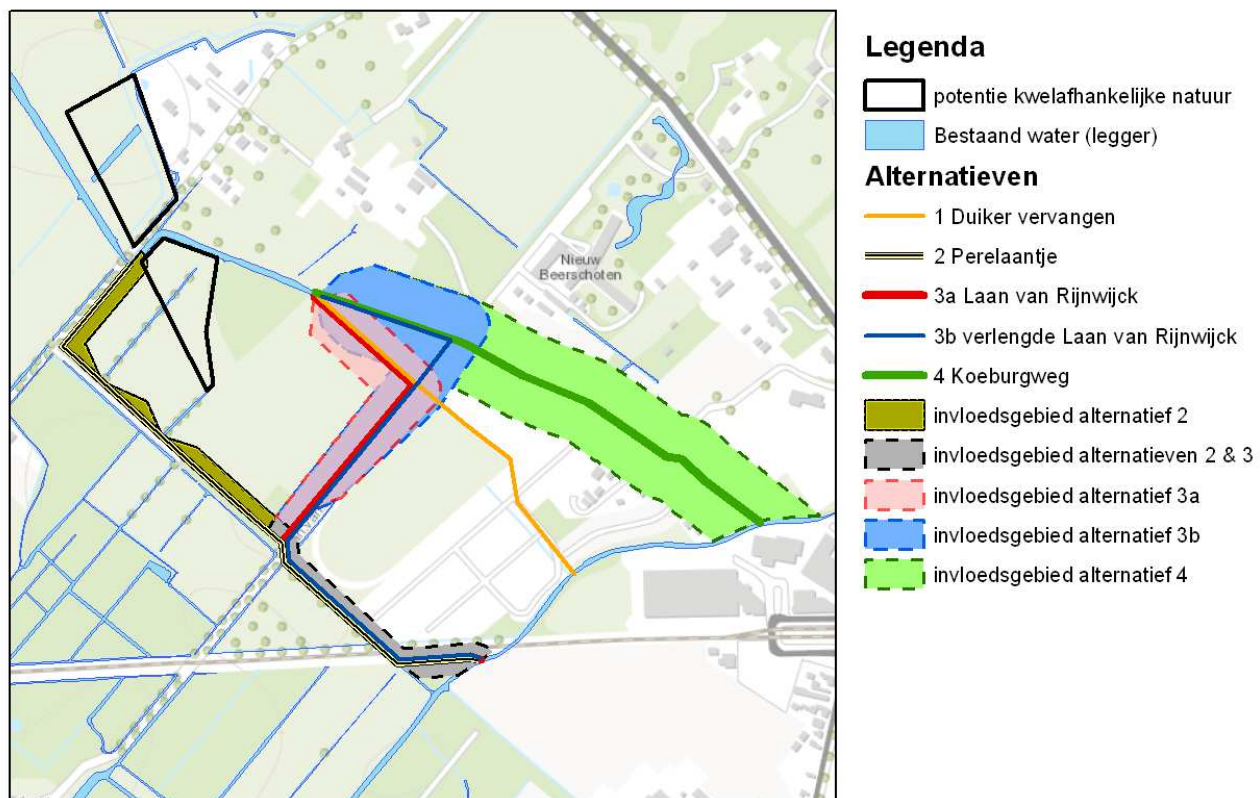 Nieuw
Beerschoten
Legenda
potentie kwelafhankelijke natuur
Bestaand water (legger)
Alternatieven
1 Duiker vervangen
2 Perelaantje
3a Laan van Rijnwijck
3b verlengde Laan van Rijnwijck
4 Koeburgweg
invloedsgebied alternatief 2
invloedsgebied alternatieven 2 & 3
invloedsgebied alternatief 3a
invloedsgebied alternatief 3b
invloedsgebied alternatief 4